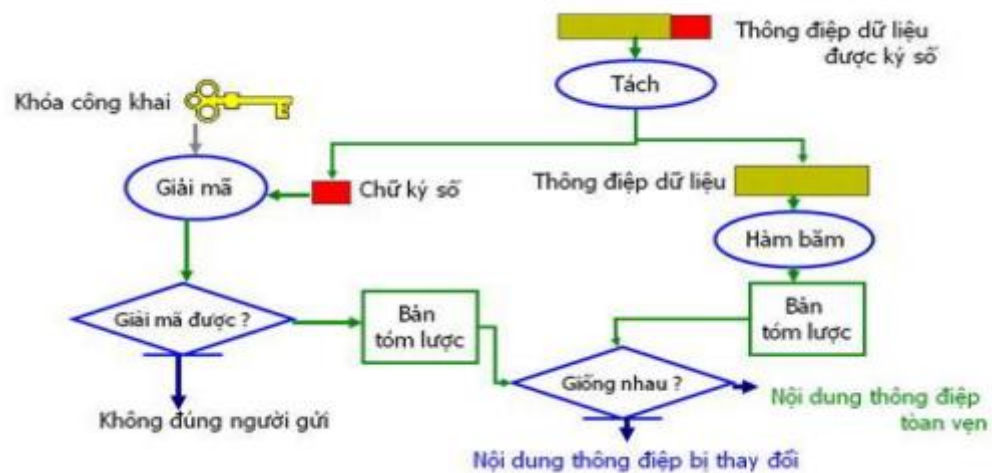 Thông điệp dữ liệu
được ký số
Tách
Khóa công khai
Giải mã
Chữ ký số
Thông điệp dữ liệu
Hàm băm
Bản
tóm lược
Giải mã được ?
Bản
tóm lược
Giống nhau ?
Nội dung thông điệp
tòan vẹn
Không đúng người gửi
Nội dung thông điệp bị thay đổi